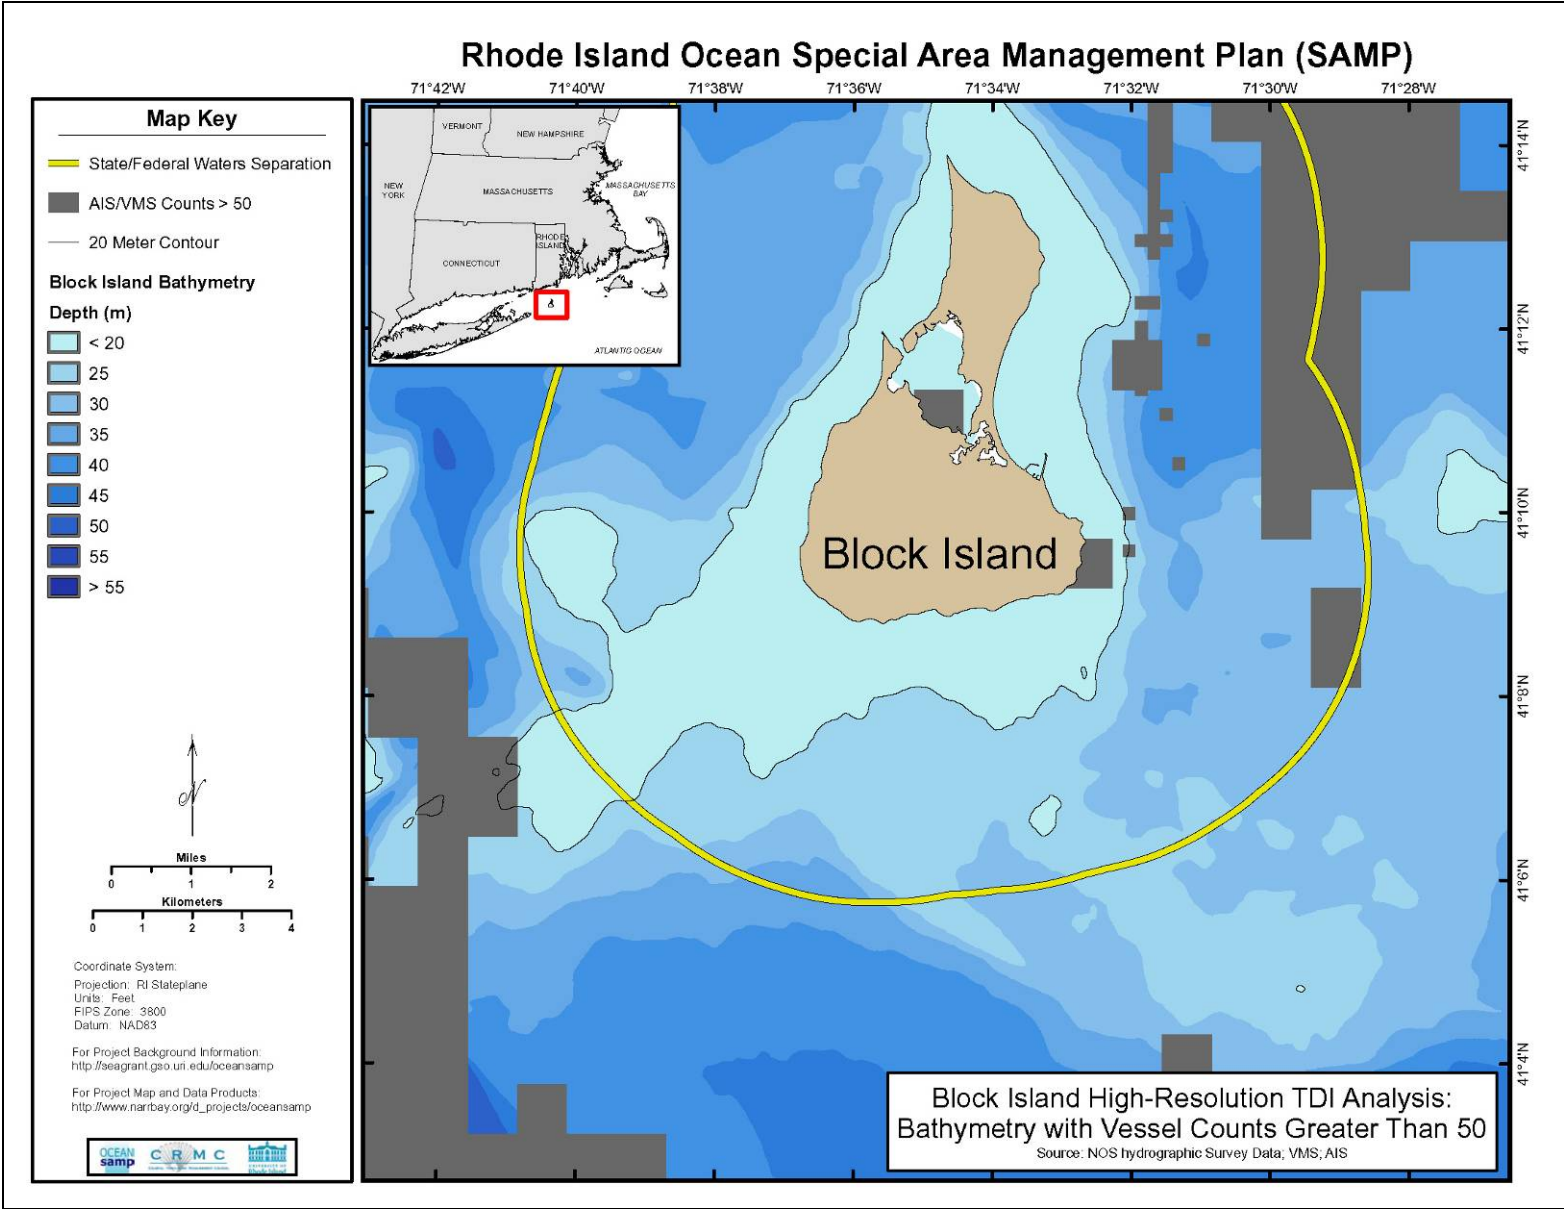 Rhode Island Ocean Special Area Management Plan (SAMP)
71°42'W 71°40'W 71°38'W 71°36'W 71°34'W 71°32'W 71°30'W 71°28'W
Map Key
State/Federal Waters Separation
AIS/VMS Counts > 50
20 Meter Contour
Block Island Bathymetry
Depth (m)
< 20
25
30
35
40
45
50
55
> 55
N
Miles
0 1 2
Kilometers
0 1 2 3 4
Coordinate System:
Projection: RI Stateplane
Units: Feet
FIPS Zone: 3800
Datum: NAD83
For Project Background Information:
http://seagrant.gso.uri.edu/oceansamp
For Project Map and Data Products:
http://www.narrbay.org/d_projects/oceansamp
OCEAN
samp
CRMC
VERMONT
NEW HAMPSHIRE
NEW
YORK
MASSACHUSETTS
MASSACHUSETTS
BAY
RHODE
ISLAND
CONNECTICUT
ATLANTIC OCEAN
Block Island
41°14'N
41°12'N
41°10'N
41°8'N
41°6'N
41°4'N
Block Island High-Resolution TDI Analysis:
Bathymetry with Vessel Counts Greater Than 50
Source: NOS hydrographic Survey Data; VMS; AIS